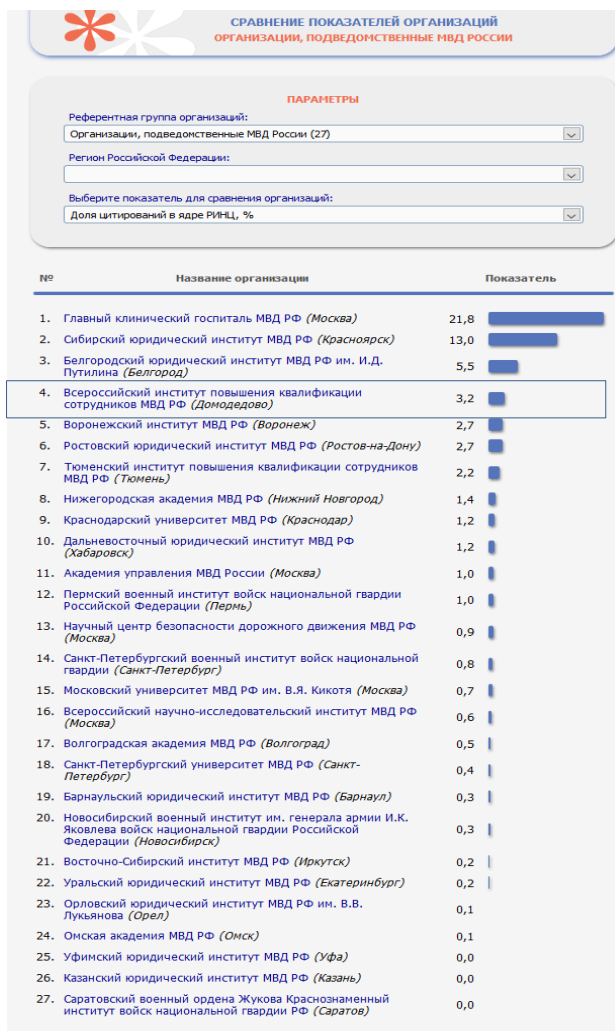 СРАВНЕНИЕ ПОКАЗАТЕЛЕЙ ОРГАНИЗАЦИЙ
ОРГАНИЗАЦИИ, ПОДВЕДОМСТВЕННЫЕ МВД РОССИИ
ПАРАМЕТРЫ
Референтная группа организаций:
Организации, подведомственные МВД России (27)
Регион Российской Федерации:
Выберите показатель для сравнения организаций:
Доля цитирований в ядре РИНЦ, %
№ Название организации Показатель
1. Главный клинический госпиталь МВД РФ (Москва) 21,8
2. Сибирский юридический институт МВД РФ (Красноярск) 13,0
3. Белгородский юридический институт МВД РФ им. И.Д.
Путилина (Белгород) 5,5
4. Всероссийский институт повышения квалификации
сотрудников МВД РФ (Домодедово) 3,2
5. Воронежский институт МВД РФ (Воронеж) 2,7
6. Ростовский юридический институт МВД РФ (Ростов-на-Дону) 2,7
7. Тюменский институт повышения квалификации сотрудников
МВД РФ (Тюмень) 2,2
8. Нижегородская академия МВД РФ (Нижний Новгород) 1,4
9. Краснодарский университет МВД РФ (Краснодар) 1,2
10. Дальневосточный юридический институт МВД РФ
(Хабаровск) 1,2
11. Академия управления МВД России (Москва) 1,0
12. Пермский военный институт войск национальной гвардии
Российской Федерации (Пермь) 1,0
13. Научный центр безопасности дорожного движения МВД РФ
(Москва) 0,9
14. Санкт-Петербургский военный институт войск национальной
гвардии (Санкт-Петербург) 0,8
15. Московский университет МВД РФ им. В.Я. Кикотя (Москва) 0,7
16. Всероссийский научно-исследовательский институт МВД РФ
(Москва) 0,6
17. Волгоградская академия МВД РФ (Волгоград) 0,5
18. Санкт-Петербургский университет МВД РФ (Санкт-
Петербург) 0,4
19. Барнаульский юридический институт МВД РФ (Барнаул) 0,3
20. Новосибирский военный институт им. генерала армии И.К.
Яковлева войск национальной гвардии Российской
Федерации (Новосибирск) 0,3
21. Восточно-Сибирский институт МВД РФ (Иркутск) 0,2
22. Уральский юридический институт МВД РФ (Екатеринбург) 0,2
23. Орловский юридический институт МВД РФ им. В.В.
Лукьянова (Орел) 0,1
24. Омская академия МВД РФ (Омск) 0,1
25. Уфимский юридический институт МВД РФ (Уфа) 0,0
26. Казанский юридический институт МВД РФ (Казань) 0,0
27. Саратовский военный ордена Жукова Краснознаменный
институт войск национальной гвардии РФ (Саратов) 0,0